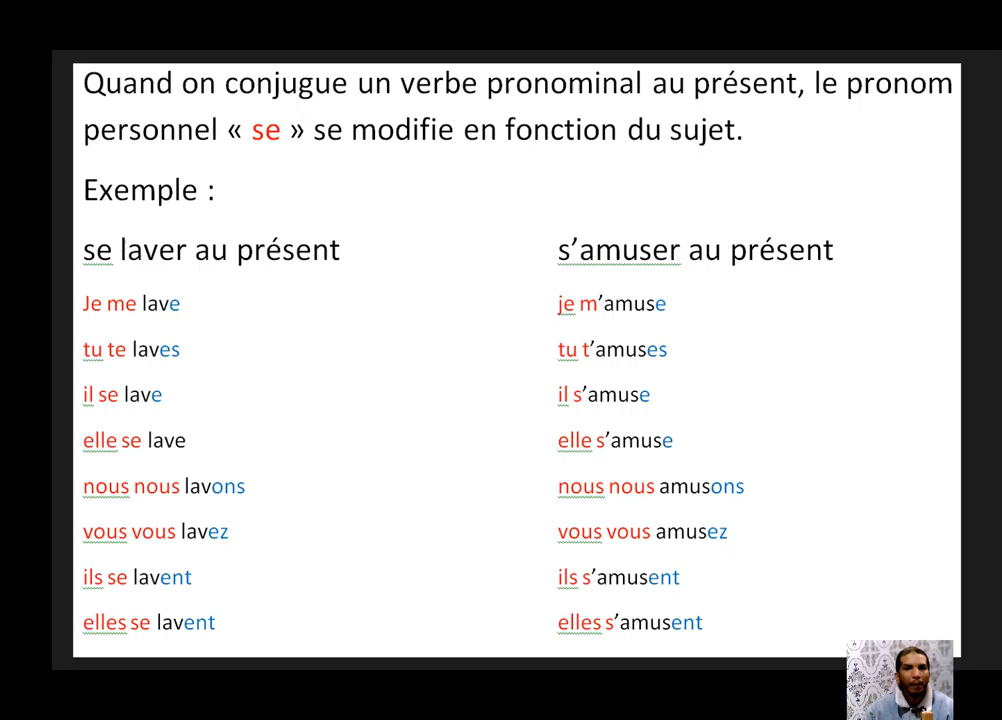 Quand on conjugue un verbe pronominal au présent, le pronom
personnel « se » se modifie en fonction du sujet.
Exemple :
se laver au présent
Je me lave
tu te laves
il se lave
elle se lave
nous nous lavons
vous vous lavez
ils se lavent
elles se lavent
s’amuser au présent
je m’amuse
tu t’amuses
il s’amuse
elle s’amuse
nous nous amusons
vous vous amusez
ils s’amusent
elles s’amusent